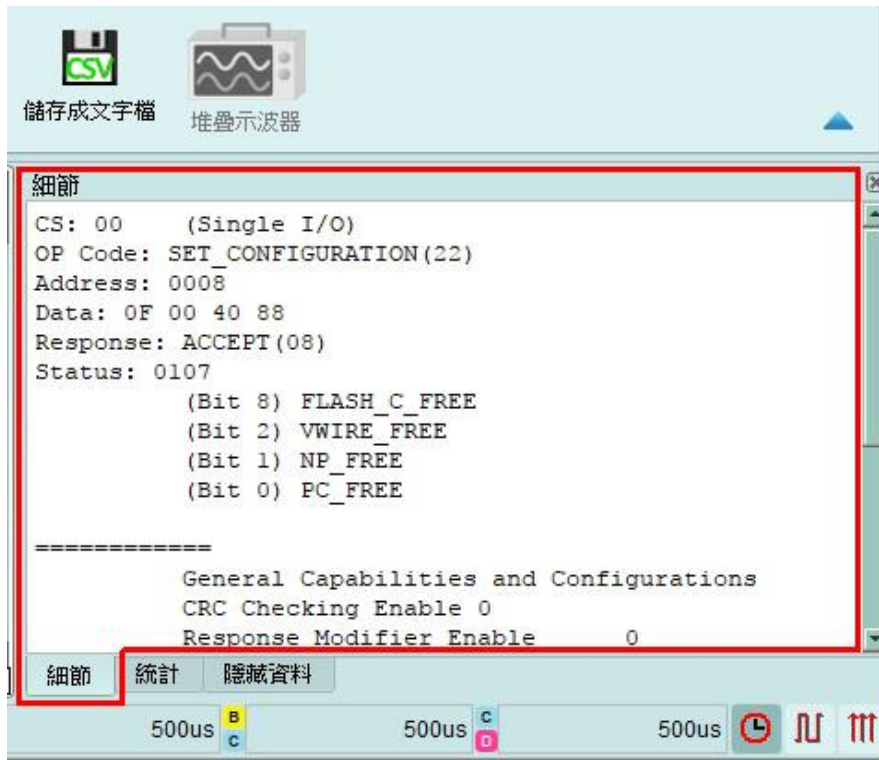 CSV
儲存成文字檔
堆疊示波器
細節
CS: 00 (Single I/O)
OP Code: SET_CONFIGURATION(22)
Address: 0008
Data: 0F 00 40 88
Response: ACCEPT(08)
Status: 0107
(Bit 8) FLASH_C_FREE
(Bit 2) VWIRE_FREE
(Bit 1) NP_FREE
(Bit 0) PC_FREE
============
General Capabilities and Configurations
CRC Checking Enable 0
Response Modifier Enable 0
細節 統計 隱藏資料
500us B C 500us C D 500us